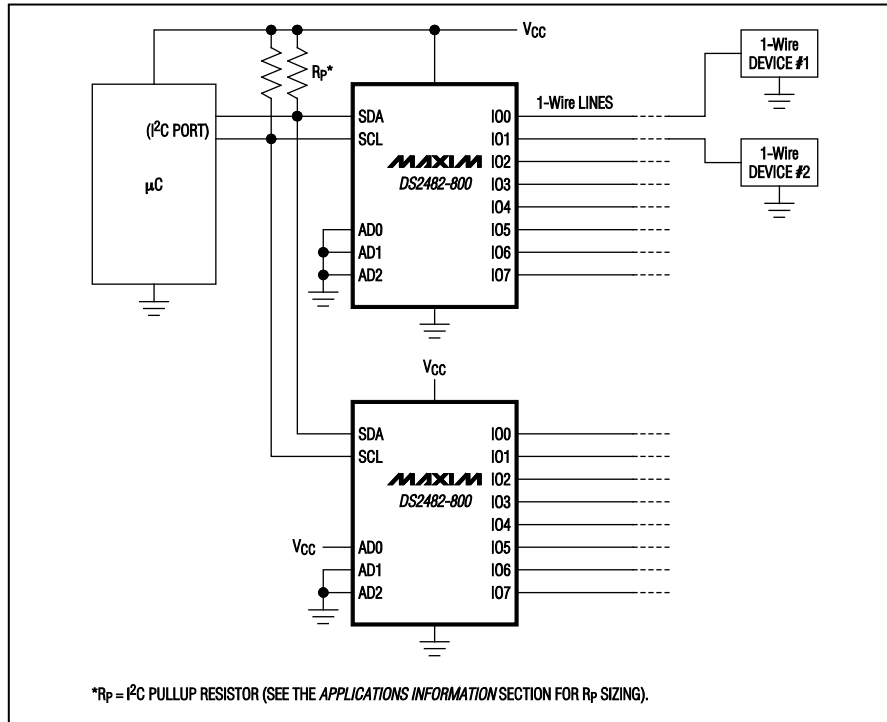 VCC
RP*
1-Wire
DEVICE #1
1-Wire LINES
(I2C PORT)
μC
SDA
SCL
MAXIM
DS2482-800
AD0
AD1
AD2
IO0
IO1
IO2
IO3
IO4
IO5
IO6
IO7
1-Wire
DEVICE #2
VCC
SDA
SCL
MAXIM
DS2482-800
VCC
AD0
AD1
AD2
IO0
IO1
IO2
IO3
IO4
IO5
IO6
IO7
*RP = I2C PULLUP RESISTOR (SEE THE APPLICATIONS INFORMATION SECTION FOR RP SIZING).